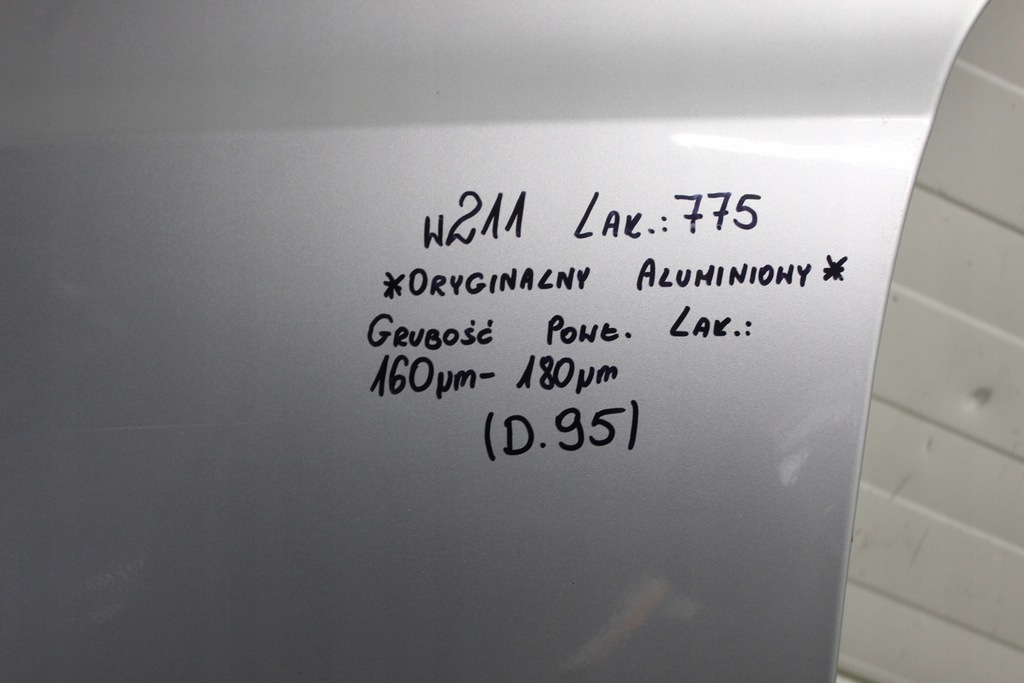 W211 LAK.: 775
*ORYGINALNY ALUMINIOWY*
GRUBOŚĆ POWŁ. LAK.:
160µm- 180µm
(D.95)